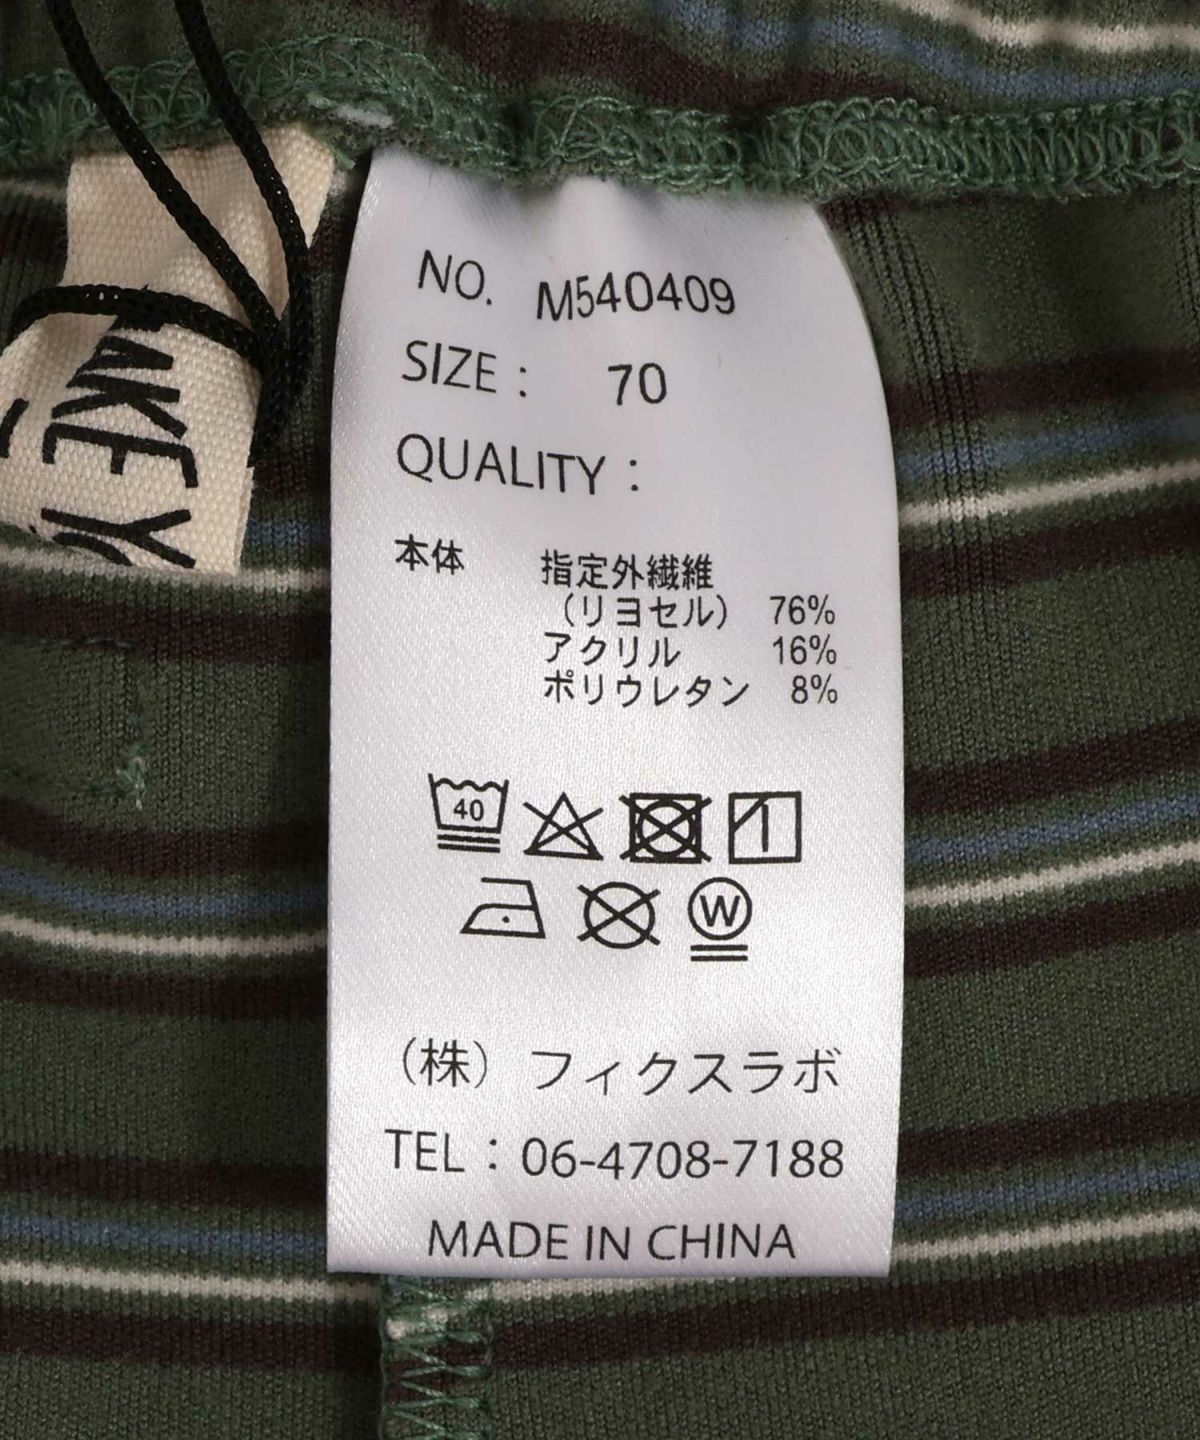 NO. M540409
SIZE : 70
QUALITY :
本体 指定外繊維
（リヨセル） 76%
アクリル 16%
ポリウレタン 8%
40
W
（株）フィクスラボ
TEL : 06-4708-7188
MADE IN CHINA
AKE Y